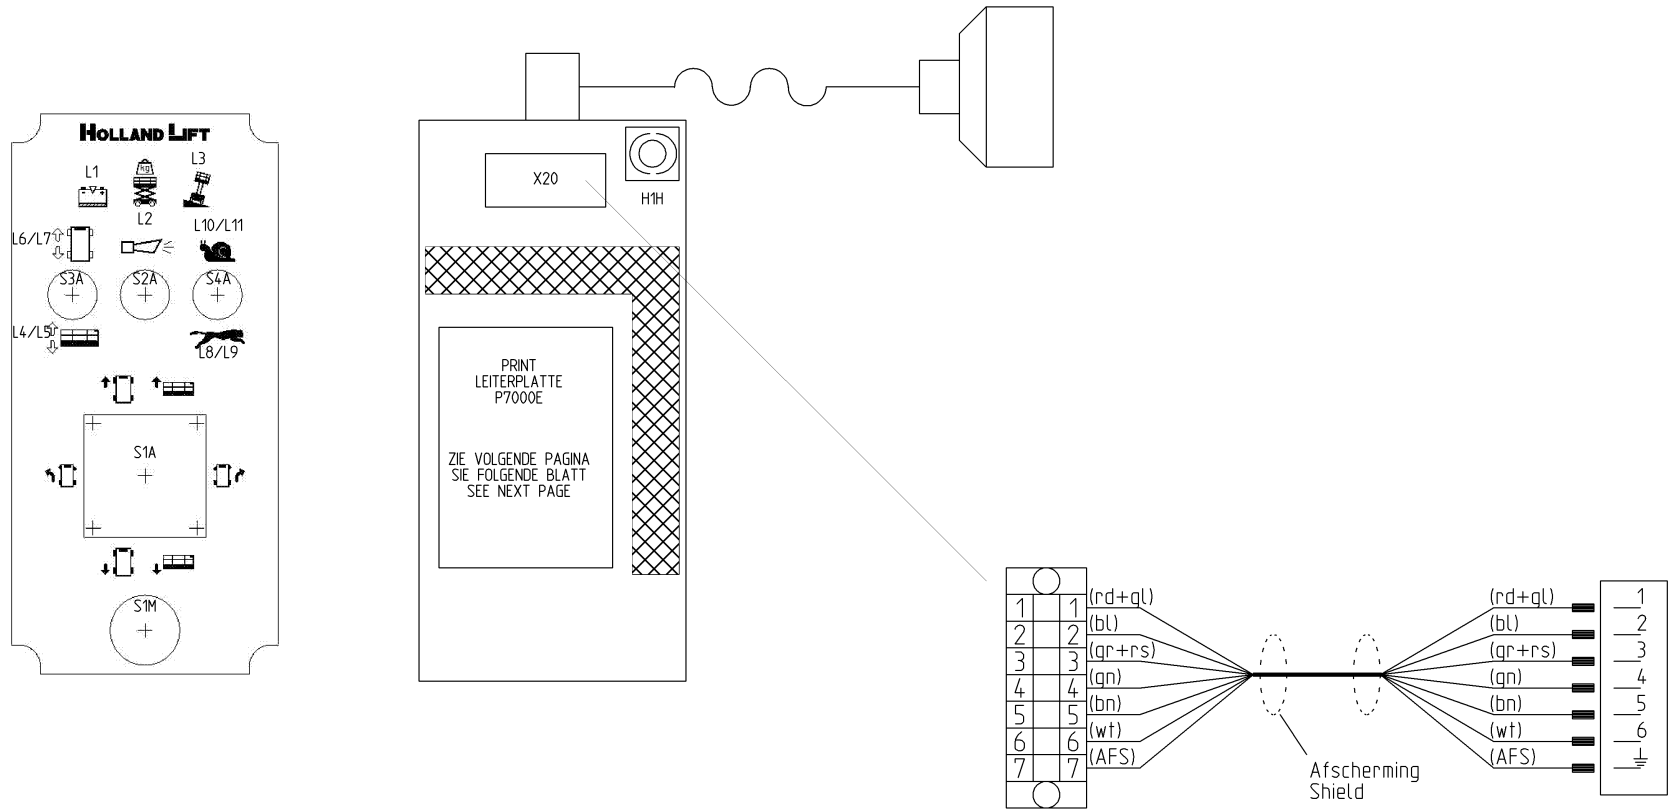 HOLLAND LIFT
L1
L3
kg
L2
L10/L11
L6/L7
S3A
S2A
S4A
L4/L5
L8/L9
S1A
S1M
X20
H1H
PRINT
LEITERPLATTE
P7000E
ZIE VOLGENDE PAGINA
SIE FOLGENDE BLATT
SEE NEXT PAGE
1 1 (rd+gl)
2 2 (bl)
3 3 (gr+rs)
4 4 (gn)
5 5 (bn)
6 6 (wt)
7 7 (AFS)
Afscherming
Shield
(rd+gl) 1
(bl) 2
(gr+rs) 3
(gn) 4
(bn) 5
(wt) 6
(AFS)